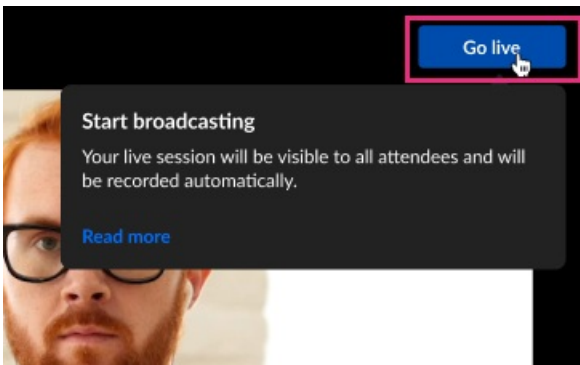 Go live
Start broadcasting
Your live session will be visible to all attendees and will
be recorded automatically.
Read more